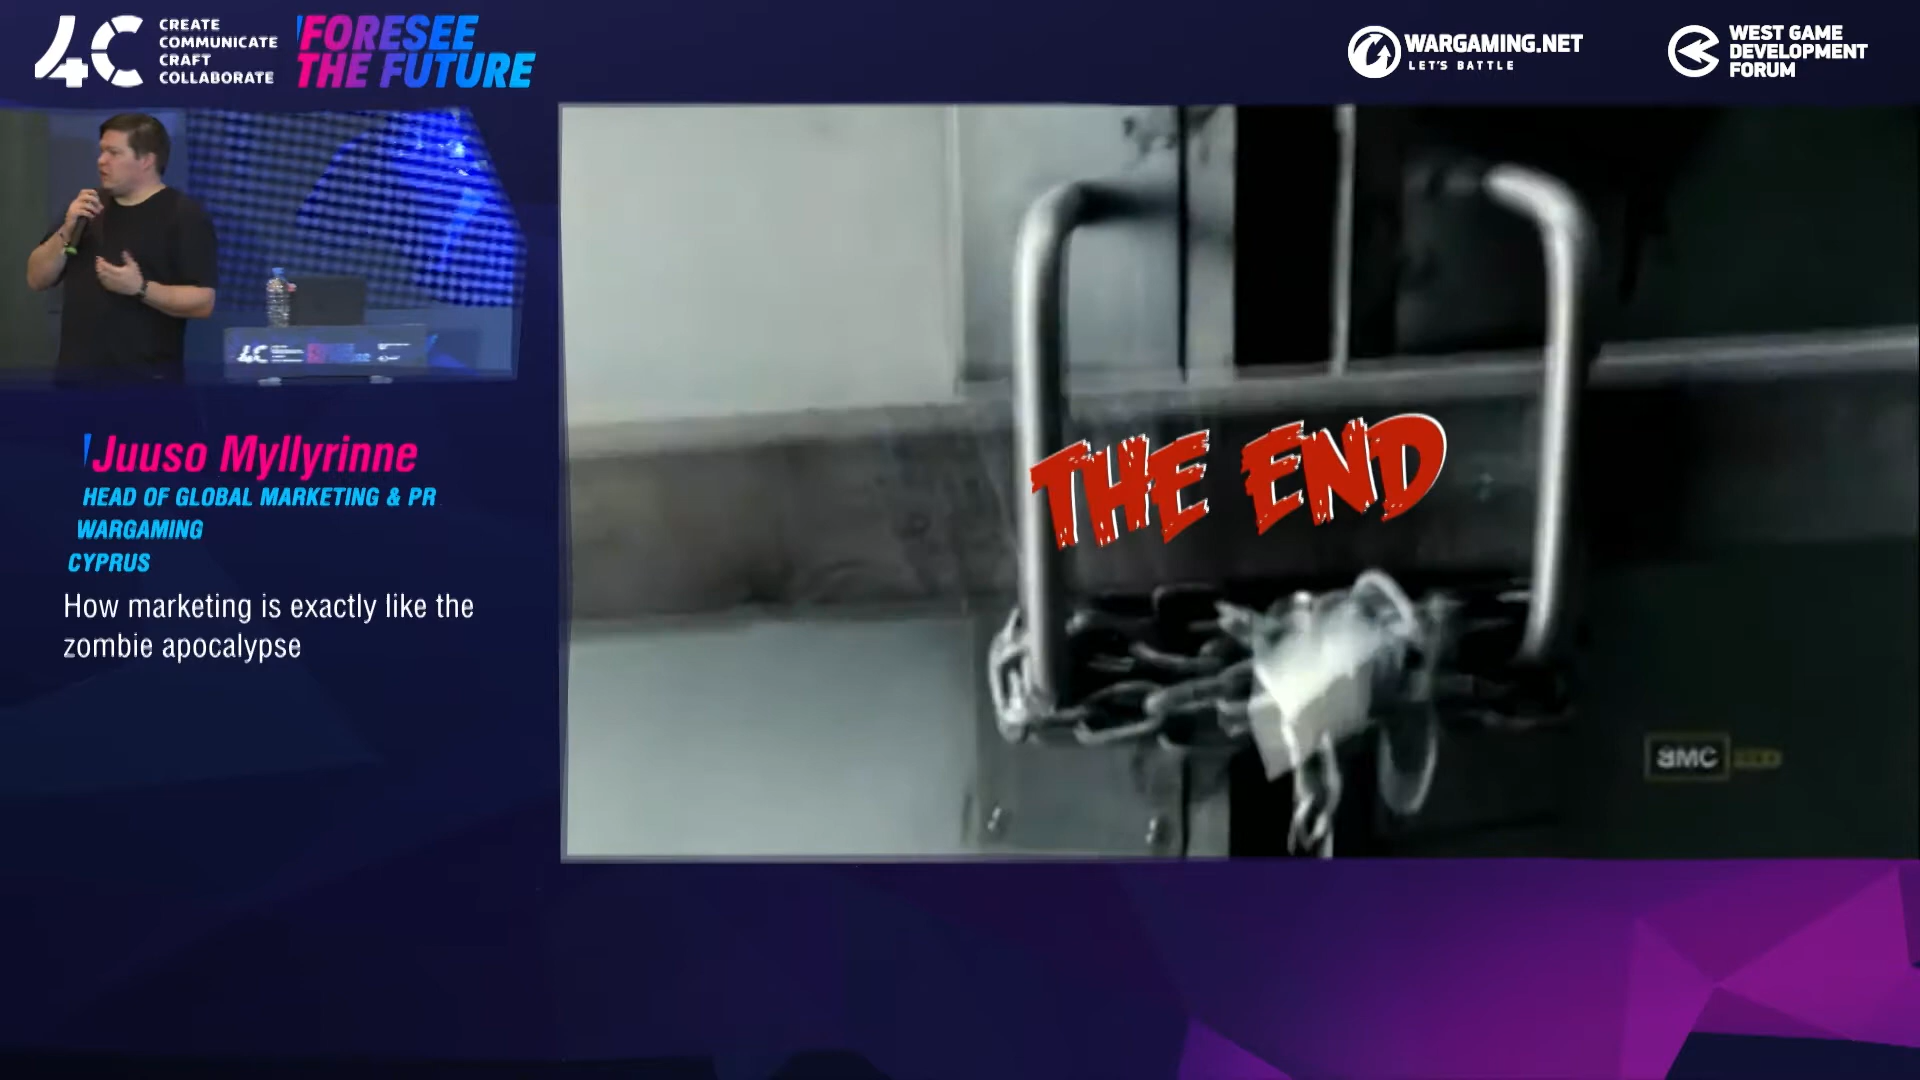 4C
CREATE
COMMUNICATE
CRAFT
COLLABORATE
FORESEE
THE FUTURE
WARGAMING.NET
LET'S BATTLE
WEST GAME
DEVELOPMENT
FORUM
4C
Juuso Myllyrinne
HEAD OF GLOBAL MARKETING & PR
WARGAMING
CYPRUS
How marketing is exactly like the
zombie apocalypse
THE END
aMC